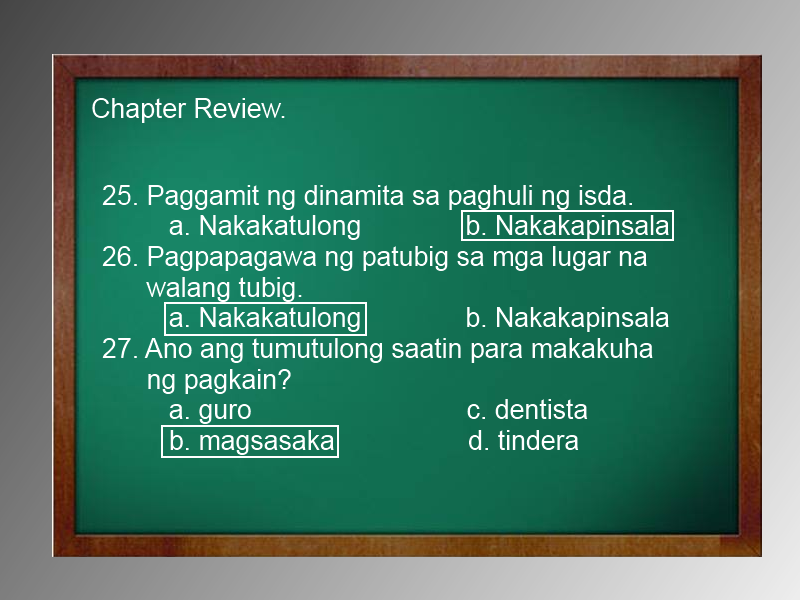 Chapter Review.
25. Paggamit ng dinamita sa paghuli ng isda.
a. Nakakatulong b. Nakakapinsala
26. Pagpapagawa ng patubig sa mga lugar na
walang tubig.
a. Nakakatulong b. Nakakapinsala
27. Ano ang tumutulong saatin para makakuha
ng pagkain?
a. guro c. dentista
b. magsasaka d. tindera